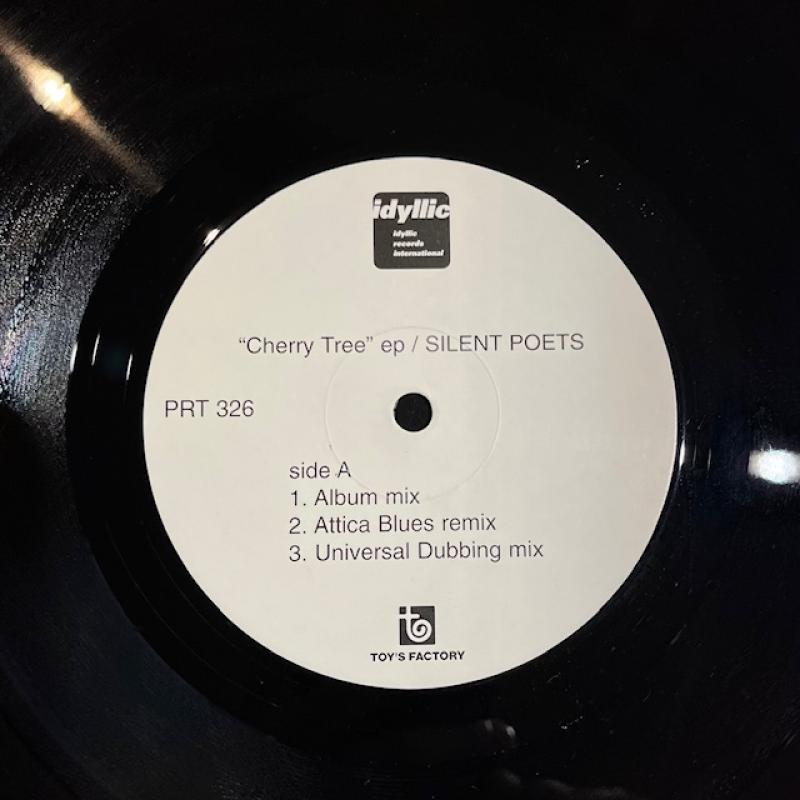 idyllic
idyllic
records
international
“Cherry Tree” ep / SILENT POETS
PRT 326
side A
1. Album mix
2. Attica Blues remix
3. Universal Dubbing mix
to
TOY'S FACTORY